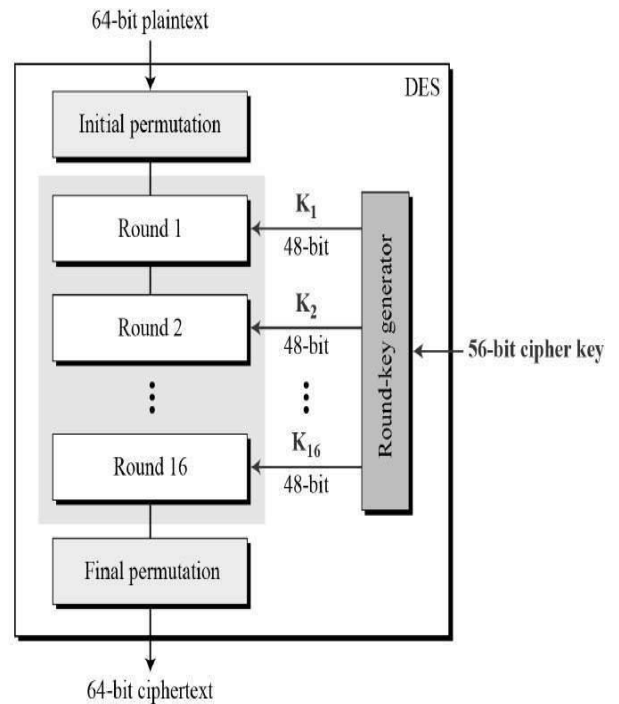 64-bit plaintext
DES
Initial permutation
Round 1
K1
48-bit
Round 2
K2
48-bit
Round-key generator
56-bit cipher key
Round 16
K16
48-bit
Final permutation
64-bit ciphertext